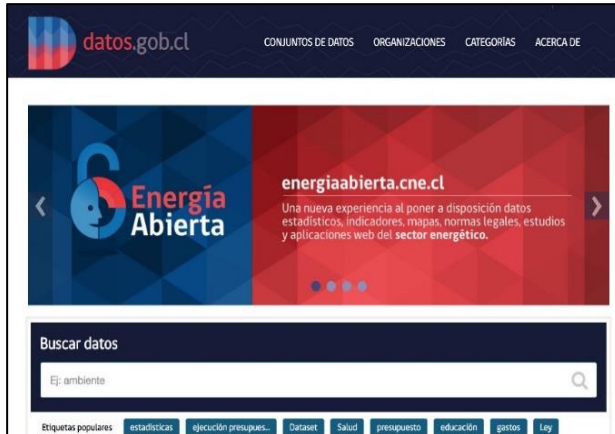 datos.gob.cl
CONJUNTOS DE DATOS ORGANIZACIONES CATEGORÍAS ACERCA DE
Energía
Abierta
energiaabierta.cne.cl
Una nueva experiencia al poner a disposición datos
estadísticos, indicadores, mapas, normas legales, estudios
y aplicaciones web del sector energético.
Buscar datos
Ej: ambiente
Etiquetas populares estadísticas ejecución presupues... Dataset Salud presupuesto educación gastos Ley